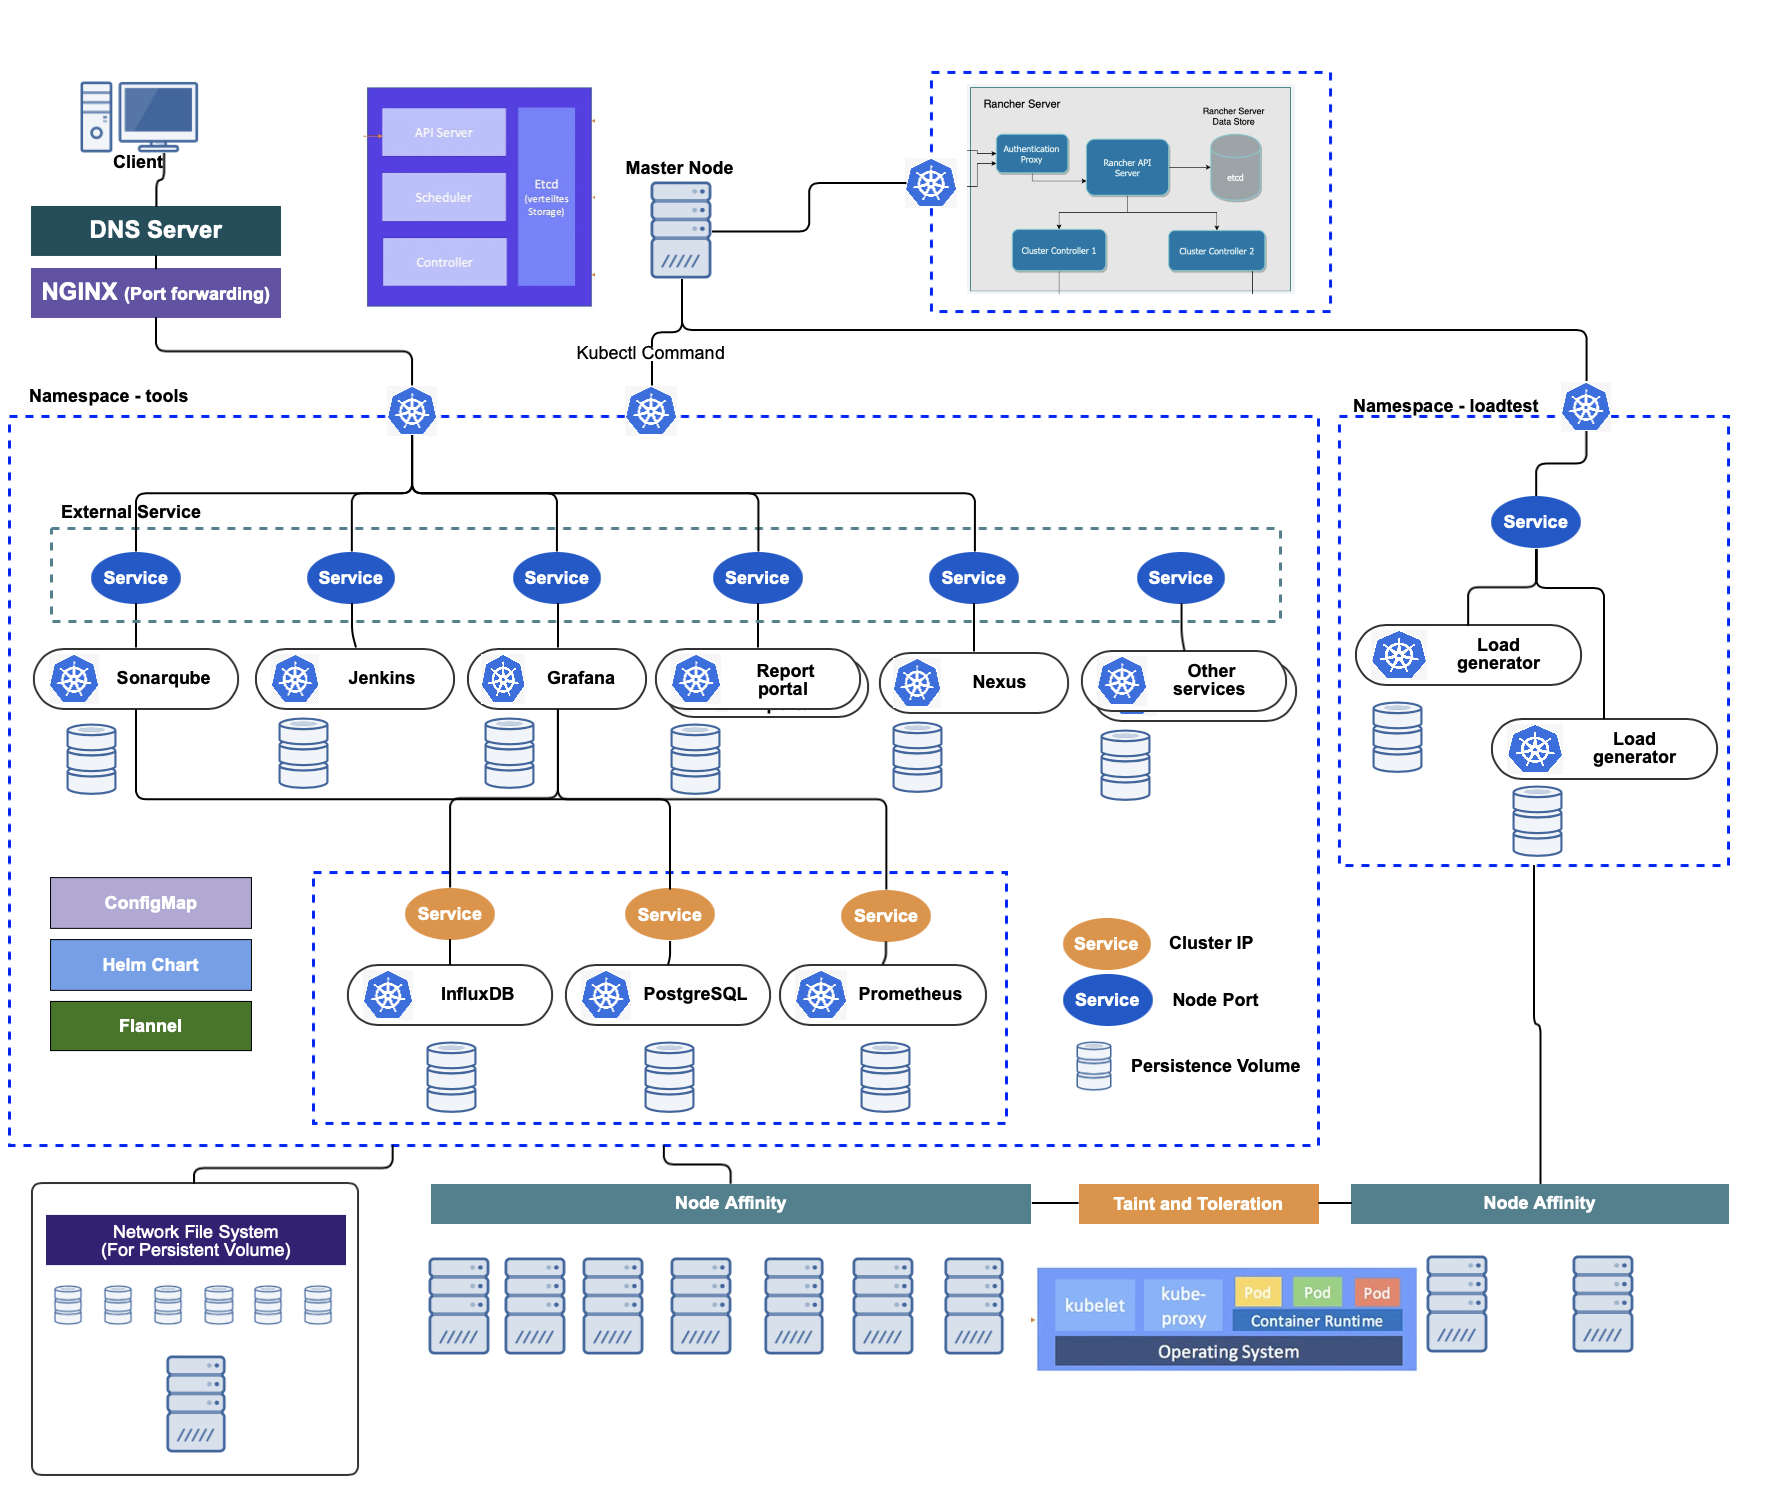 Client
DNS Server
NGINX (Port forwarding)
API Server
Scheduler
Controller
Etcd
(verteiltes
Storage)
Master Node
Rancher Server
Rancher Server
Data Store
Authentication
Proxy
Rancher API
Server
etcd
Cluster Controller 1
Cluster Controller 2
Kubectl Command
Namespace - tools
Namespace - loadtest
External Service
Service
Service
Service
Service
Service
Service
Service
Sonarqube
Jenkins
Grafana
Report
portal
Nexus
Other
services
Load
generator
Load
generator
ConfigMap
Helm Chart
Flannel
Service
Service
Service
InfluxDB
PostgreSQL
Prometheus
Service
Cluster IP
Service
Node Port
Persistence Volume
Node Affinity
Taint and Toleration
Node Affinity
Network File System
(For Persistent Volume)
kubelet
kube-
proxy
Pod
Pod
Pod
Container Runtime
Operating System